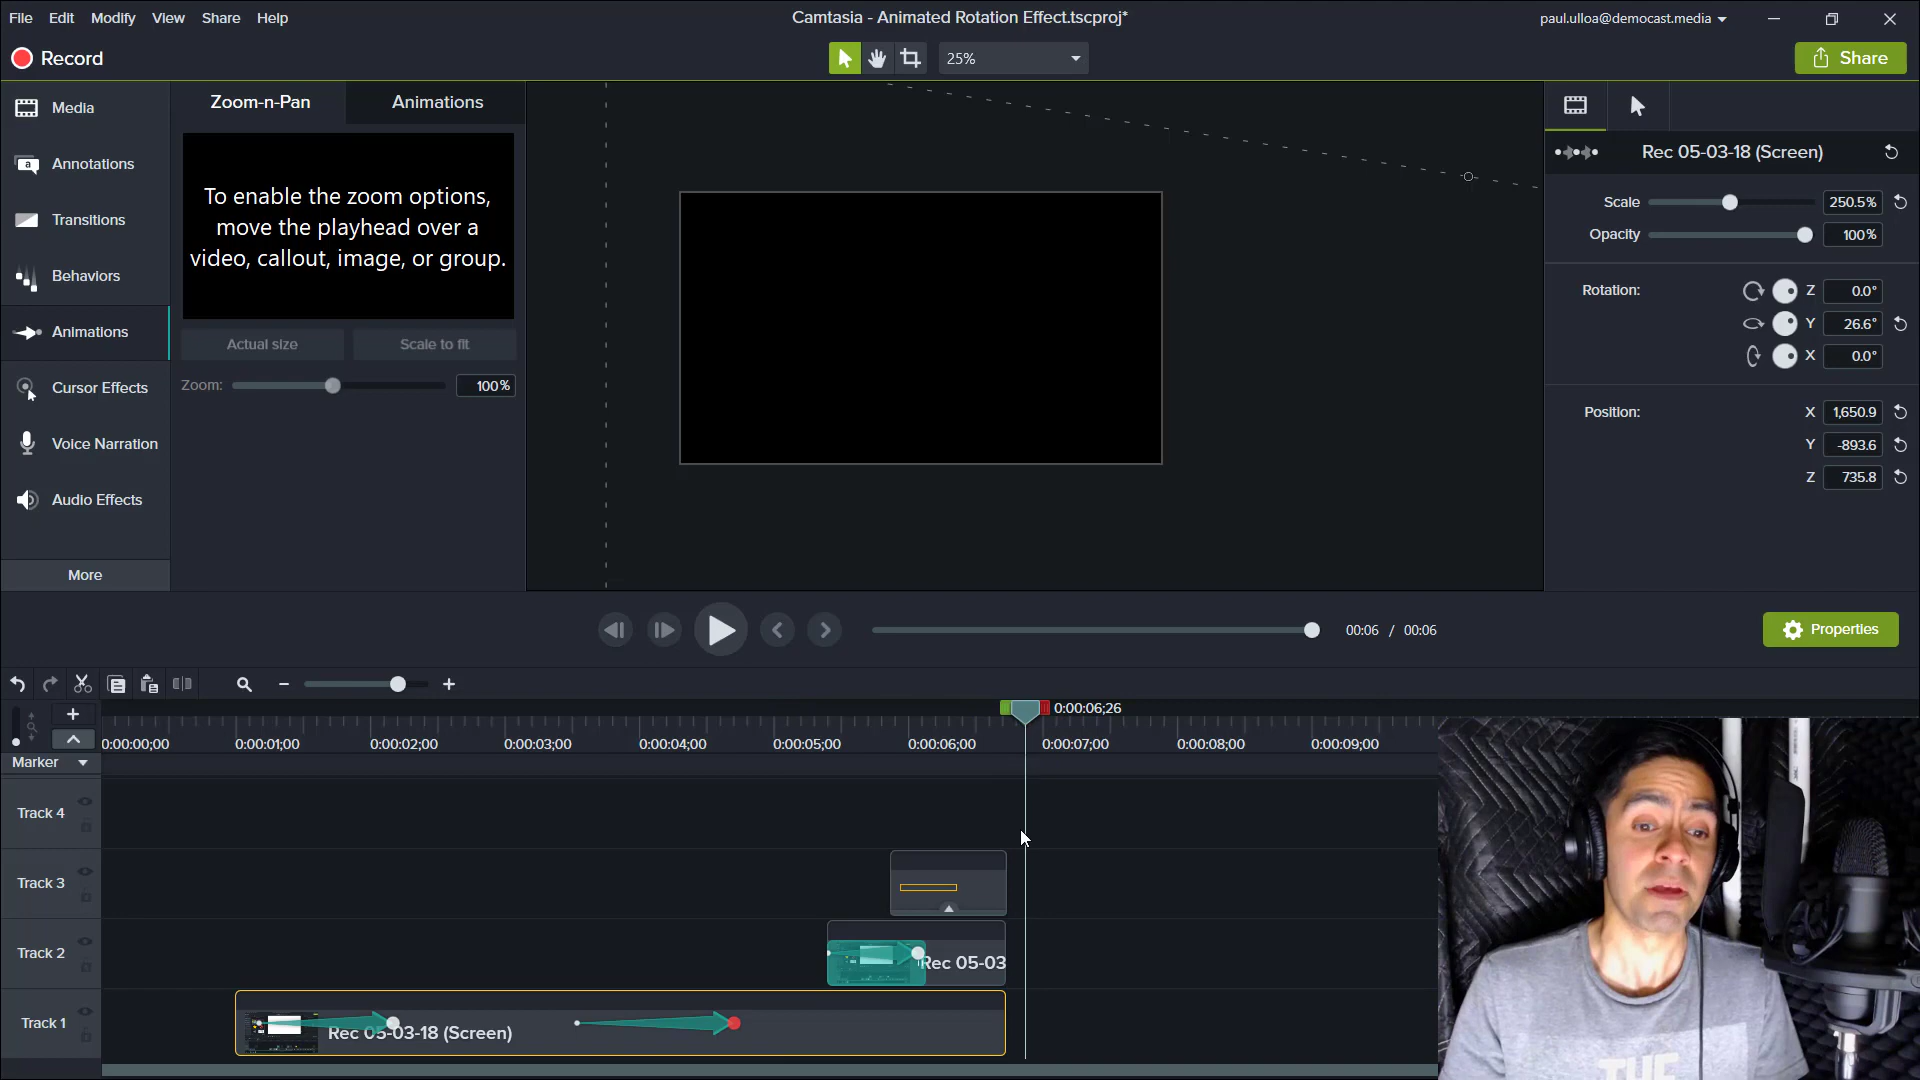 File Edit Modify View Share Help
Camtasia - Animated Rotation Effect.tscproj*
paul.ulloa@democast.media
Record
25%
Share
Media
Annotations
Transitions
Behaviors
Animations
Cursor Effects
Voice Narration
Audio Effects
More
Zoom-n-Pan Animations
To enable the zoom options,
move the playhead over a
video, callout, image, or group.
Actual size Scale to fit
Zoom: 100%
Rec 05-03-18 (Screen)
Scale 250.5%
Opacity 100%
Rotation: Z 0.0°
Y 26.6°
X 0.0°
Position: X 1,650.9
Y -893.6
Z 735.8
00:06 / 00:06
Properties
0:00:06;26
0:00:00;00 0:00:01;00 0:00:02;00 0:00:03;00 0:00:04;00 0:00:05;00 0:00:06;00 0:00:07;00 0:00:08;00 0:00:09;00
Marker
Track 4
Track 3
Track 2
Rec 05-03
Track 1
Rec 05-03-18 (Screen)
THE